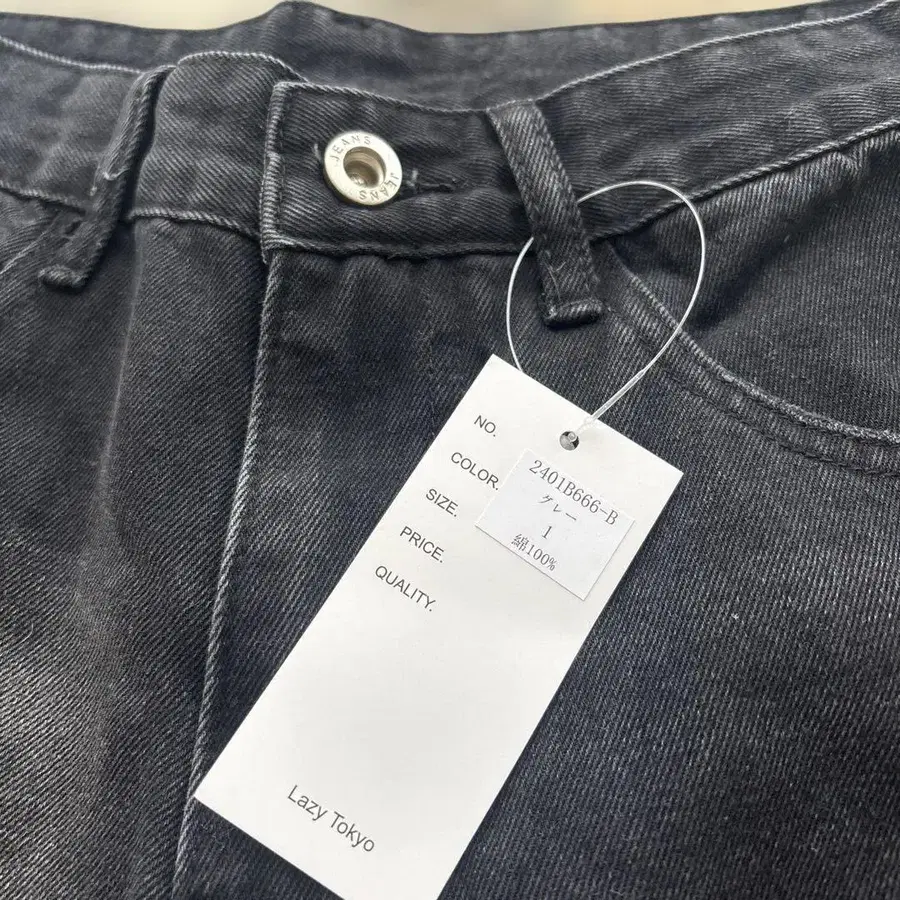 JEANS JEANS
NO.
COLOR.
SIZE.
PRICE.
QUALITY.
2401B666-B
グレー
1
綿100%
Lazy Tokyo